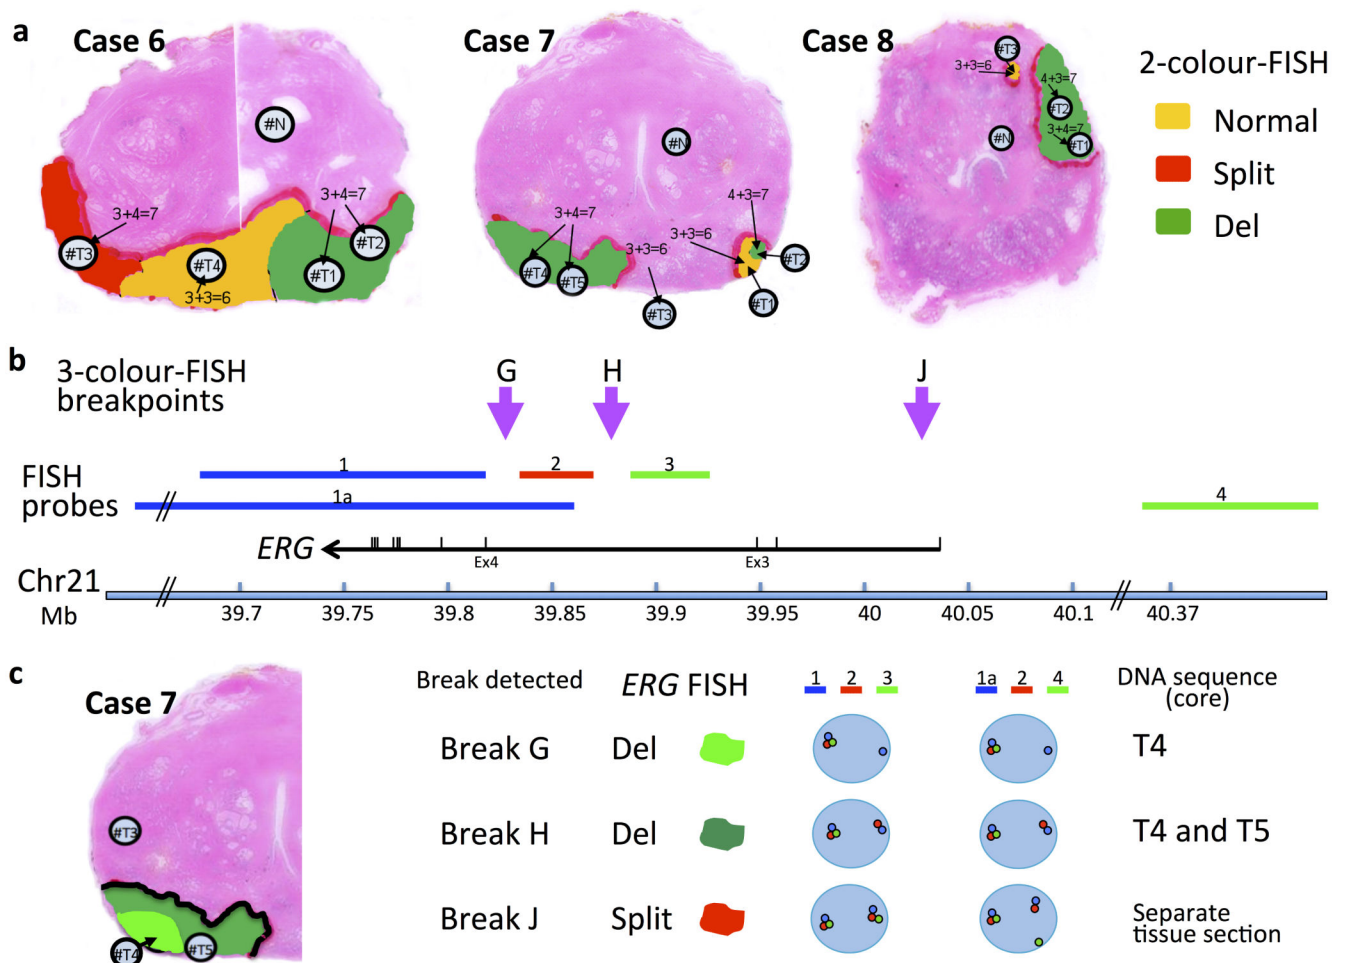 a
Case 6
Case 7
Case 8
2-colour-FISH
Normal
Split
Del
#N
3+4=7
3+4=7
#T3
#T4
3+3=6
#T1
#T2
#N
3+4=7
3+3=6
3+3=6
4+3=7
#T4
#T5
#T3
#T1
#T2
#T3
3+3=6
4+3=7
#T2
3+4=7
#T1
#N
b
3-colour-FISH
breakpoints
G
H
J
FISH
probes
1
2
3
1a
4
ERG
Ex4
Ex3
Chr21
Mb
39.7
39.75
39.8
39.85
39.9
39.95
40
40.05
40.1
40.37
c
Case 7
#T3
#T4
#T5
Break detected
ERG FISH
1
2
3
1a
2
4
DNA sequence
(core)
Break G
Del
T4
Break H
Del
T4 and T5
Break J
Split
Separate
tissue section